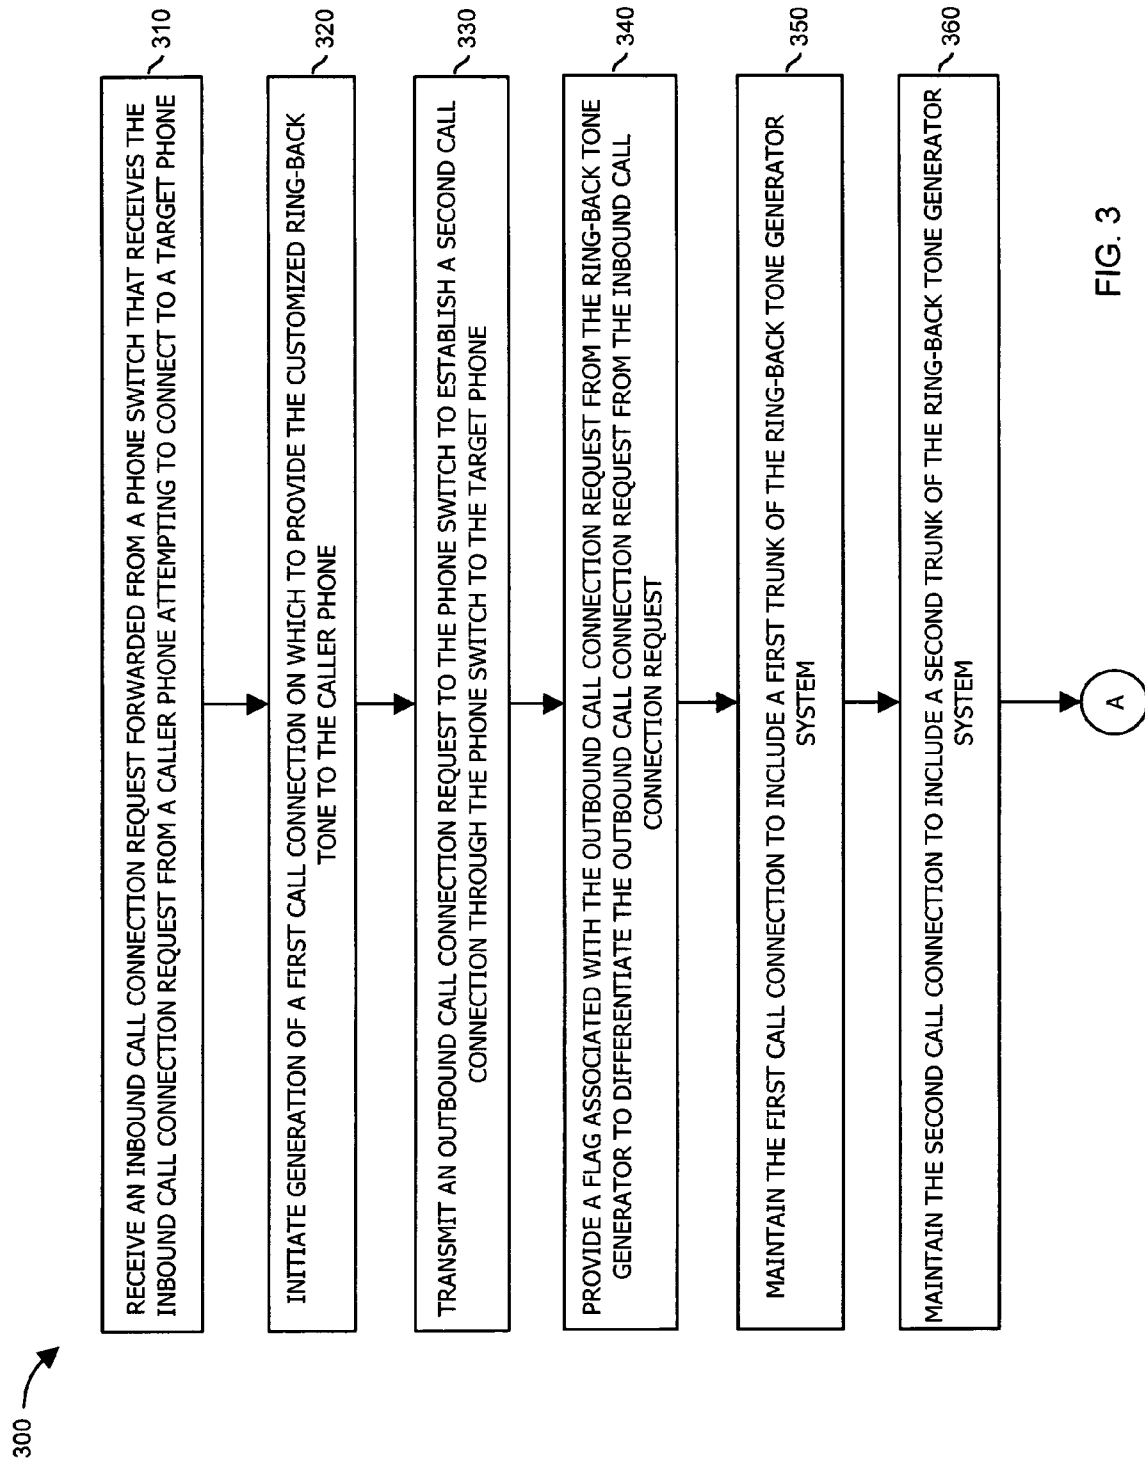 300
RECEIVE AN INBOUND CALL CONNECTION REQUEST FORWARDED FROM A PHONE SWITCH THAT RECEIVES THE
INBOUND CALL CONNECTION REQUEST FROM A CALLER PHONE ATTEMPTING TO CONNECT TO A TARGET PHONE
310
INITIATE GENERATION OF A FIRST CALL CONNECTION ON WHICH TO PROVIDE THE CUSTOMIZED RING-BACK
TONE TO THE CALLER PHONE
320
TRANSMIT AN OUTBOUND CALL CONNECTION REQUEST TO THE PHONE SWITCH TO ESTABLISH A SECOND CALL
CONNECTION THROUGH THE PHONE SWITCH TO THE TARGET PHONE
330
PROVIDE A FLAG ASSOCIATED WITH THE OUTBOUND CALL CONNECTION REQUEST FROM THE RING-BACK TONE
GENERATOR TO DIFFERENTIATE THE OUTBOUND CALL CONNECTION REQUEST FROM THE INBOUND CALL
CONNECTION REQUEST
340
MAINTAIN THE FIRST CALL CONNECTION TO INCLUDE A FIRST TRUNK OF THE RING-BACK TONE GENERATOR
SYSTEM
350
MAINTAIN THE SECOND CALL CONNECTION TO INCLUDE A SECOND TRUNK OF THE RING-BACK TONE GENERATOR
SYSTEM
360
A
FIG. 3